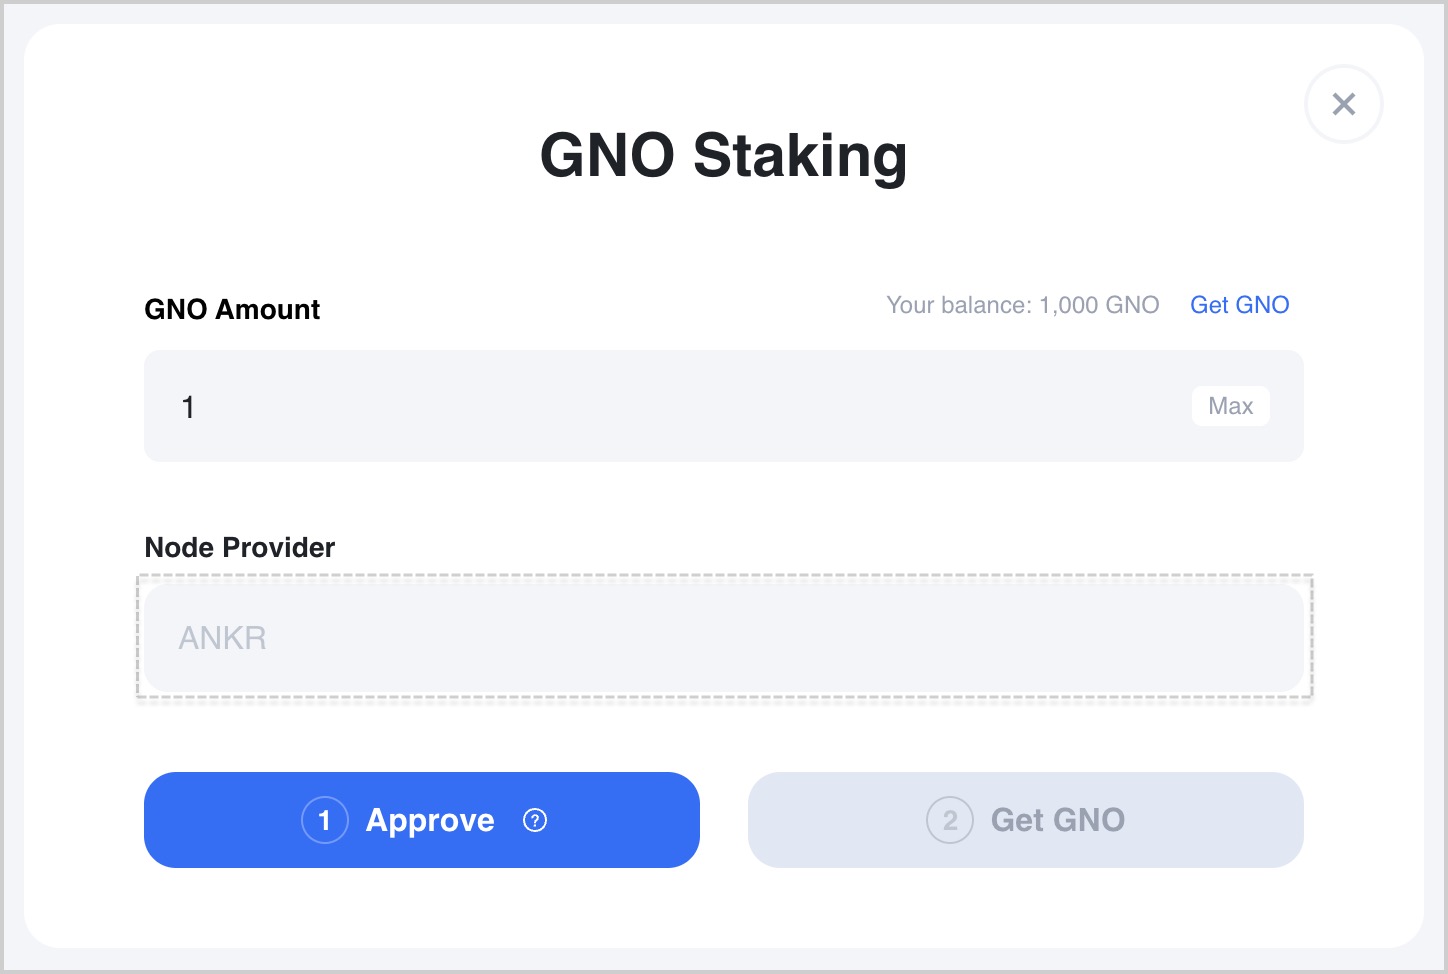 GNO Staking
GNO Amount
Your balance: 1,000 GNO Get GNO
1
Max
Node Provider
ANKR
1 Approve ?
2 Get GNO